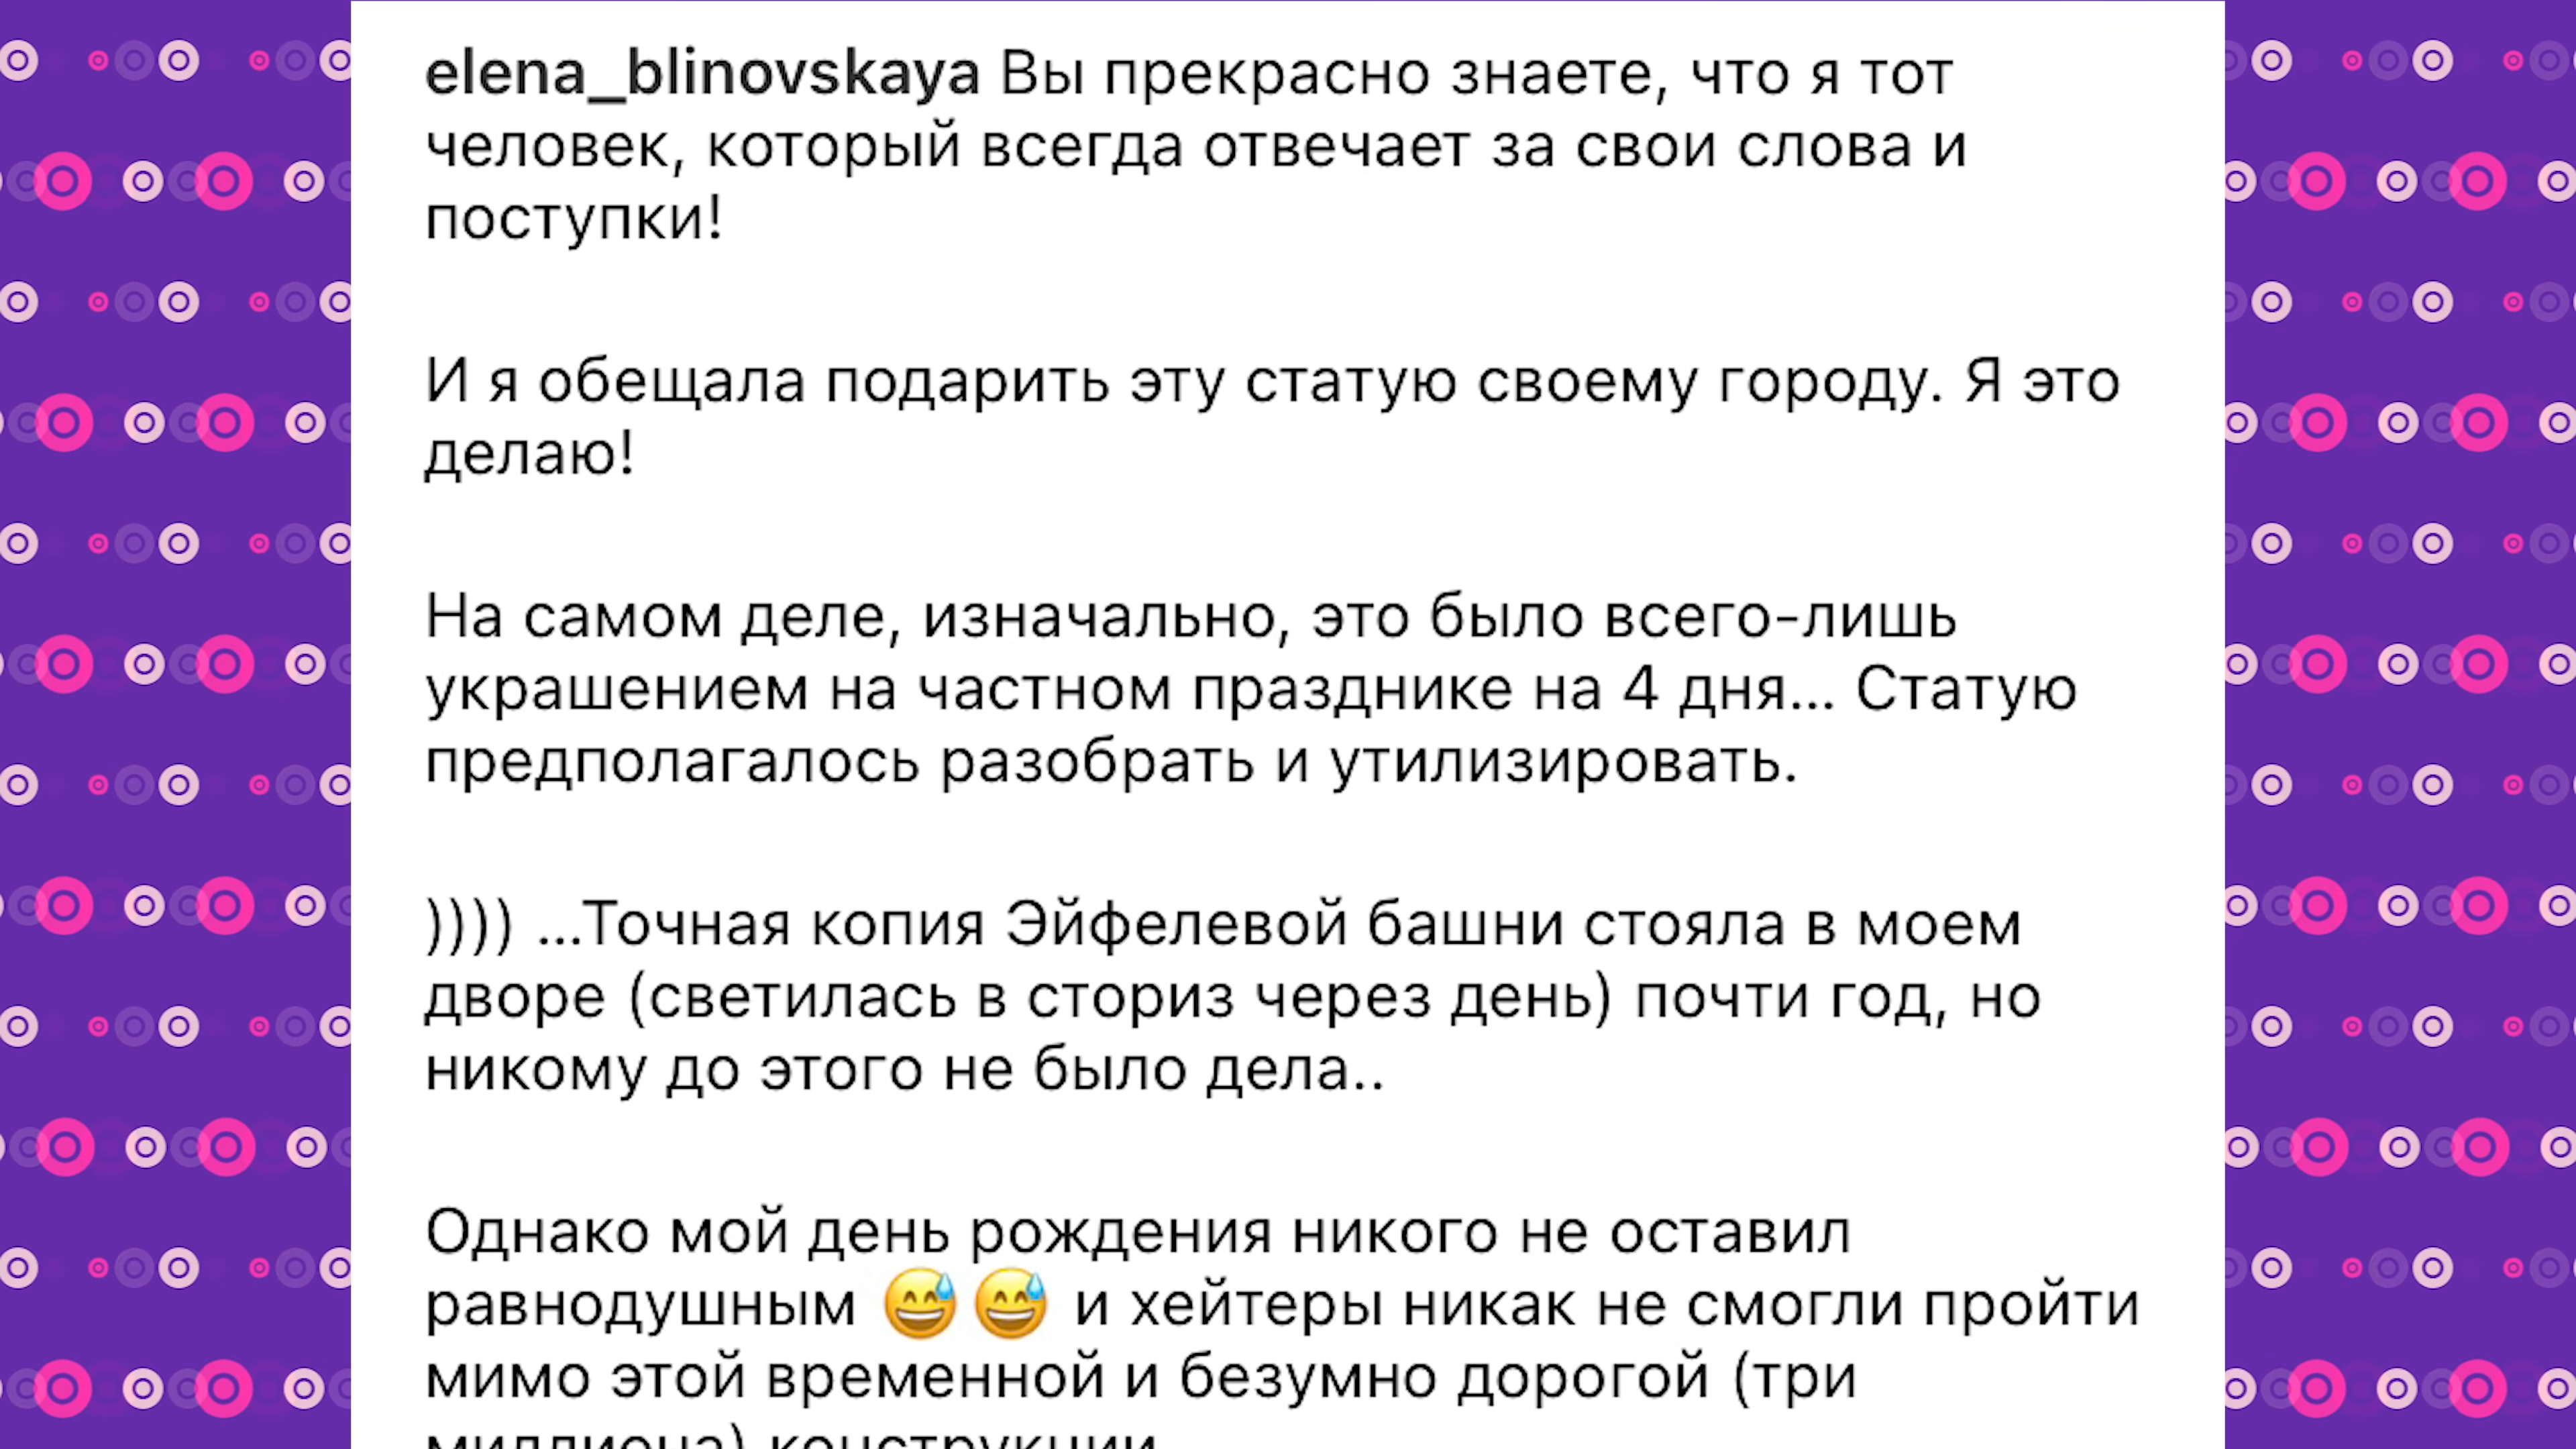 elena_blinovskaya Вы прекрасно знаете, что я тот
человек, который всегда отвечает за свои слова и
поступки!
И я обещала подарить эту статую своему городу. Я это
делаю!
На самом деле, изначально, это было всего-лишь
украшением на частном празднике на 4 дня... Статую
предполагалось разобрать и утилизировать.
)))) ...Точная копия Эйфелевой башни стояла в моем
дворе (светилась в сториз через день) почти год, но
никому до этого не было дела..
Однако мой день рождения никого не оставил
равнодушным 😅😅 и хейтеры никак не смогли пройти
мимо этой временной и безумно дорогой (три
миллиона) конструкции